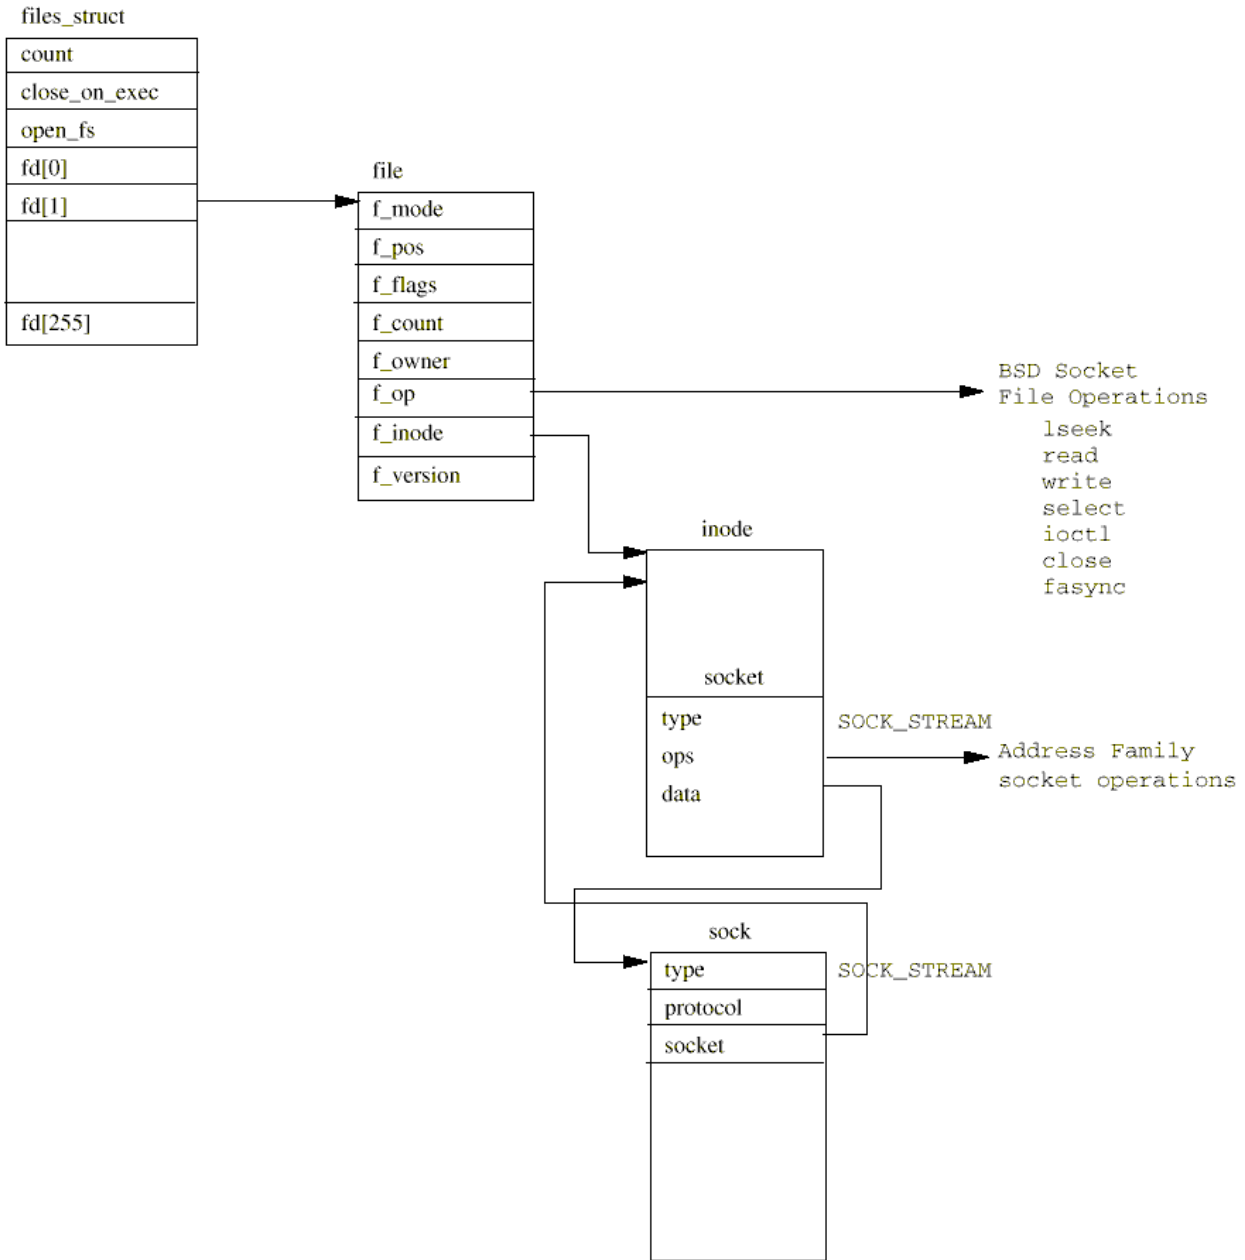 files_struct
count
close_on_exec
open_fs
fd[0]
fd[1]
fd[255]
file
f_mode
f_pos
f_flags
f_count
f_owner
f_op
f_inode
f_version
BSD Socket
File Operations
lseek
read
write
select
ioctl
close
fasync
inode
socket
type
SOCK_STREAM
ops
Address Family
socket operations
data
sock
type
SOCK_STREAM
protocol
socket